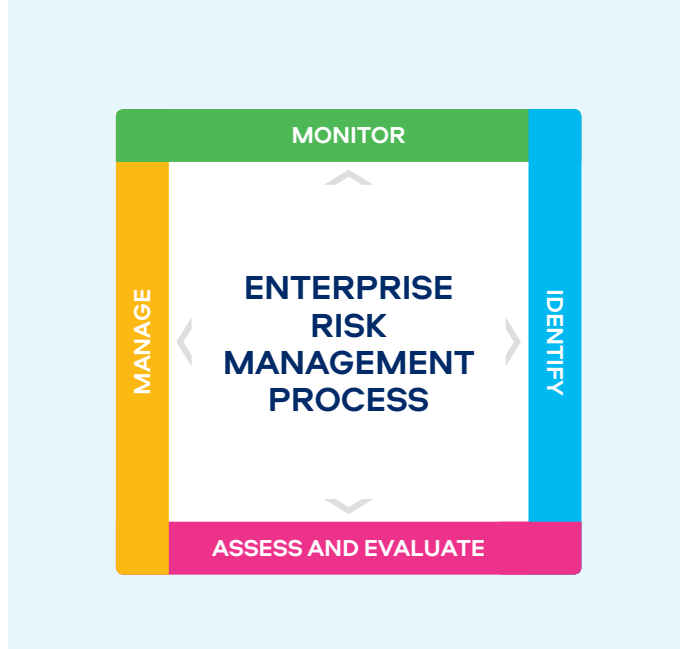 MONITOR
MANAGE
ENTERPRISE
RISK
MANAGEMENT
PROCESS
IDENTIFY
ASSESS AND EVALUATE